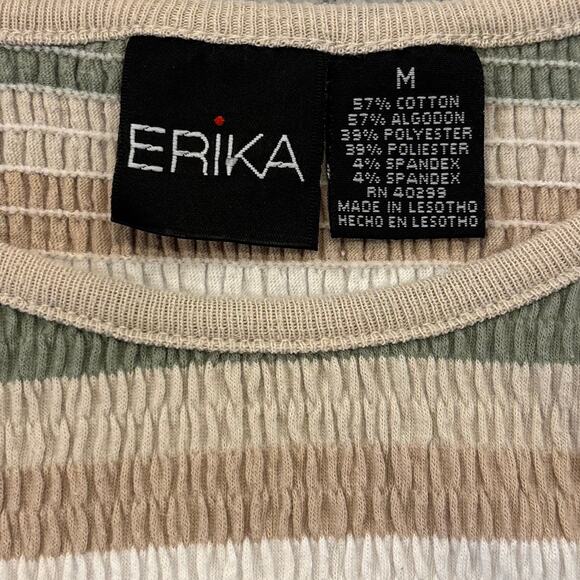 ERiKA
M
57% COTTON
57% ALGODON
39% POLYESTER
39% POLIESTER
4% SPANDEX
4% SPANDEX
RN 40299
MADE IN LESOTHO
HECHO EN LESOTHO